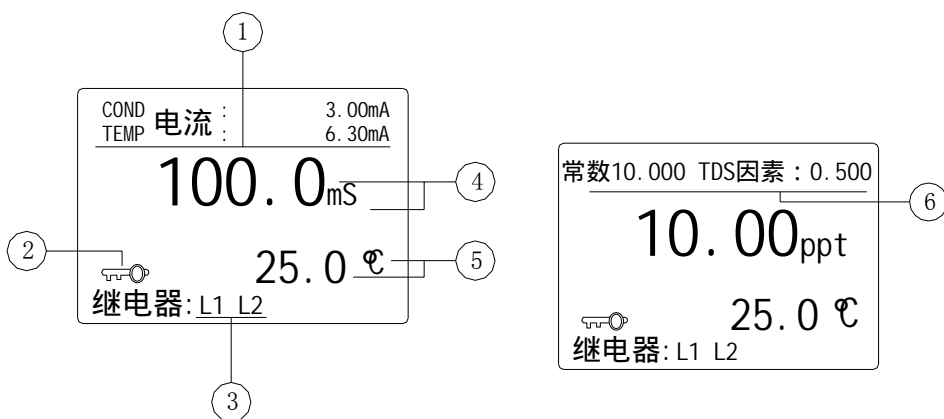 1
COND 电流 : 3.00mA
TEMP : 6.30mA
100.0mS
4
2
25.0 ℃
5
继电器: L1 L2
3
常数10.000 TDS因素：0.500
6
10.00ppt
25.0 ℃
继电器: L1 L2